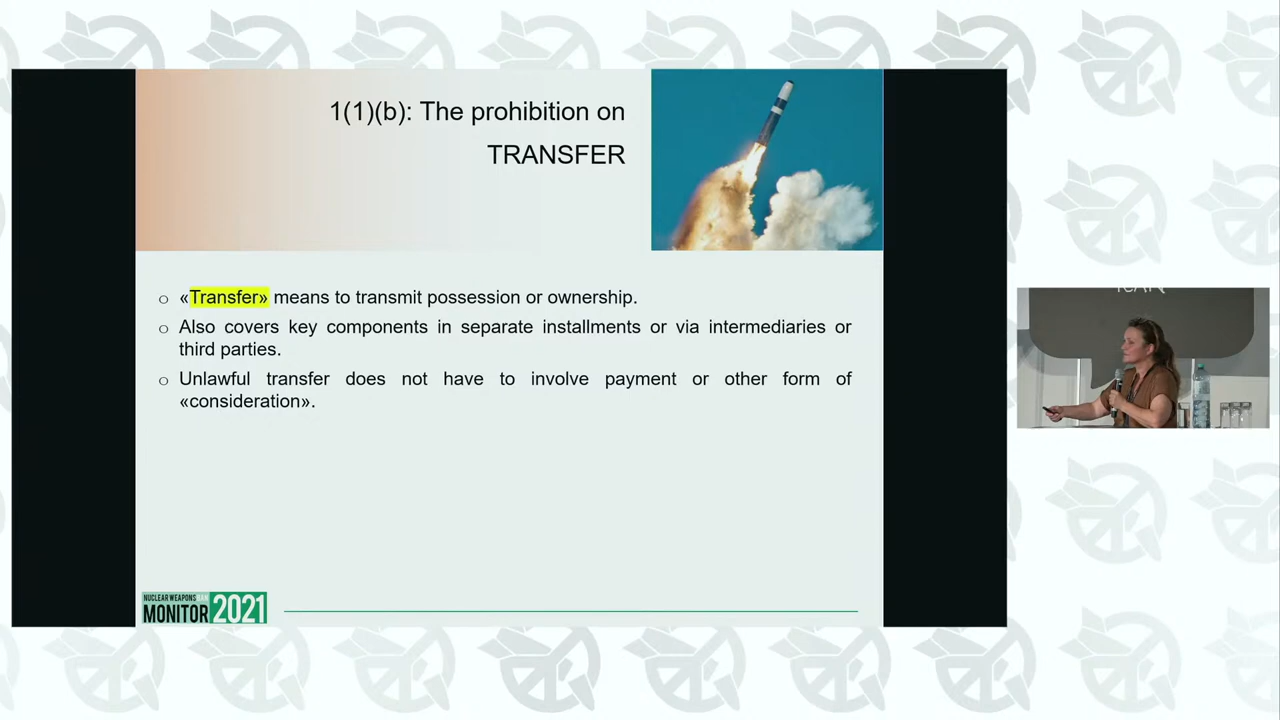 1(1)(b): The prohibition on
TRANSFER
ICAN
o «Transfer» means to transmit possession or ownership.
o Also covers key components in separate installments or via intermediaries or
third parties.
o Unlawful transfer does not have to involve payment or other form of
«consideration».
NUCLEAR WEAPONS BAN
MONITOR 2021